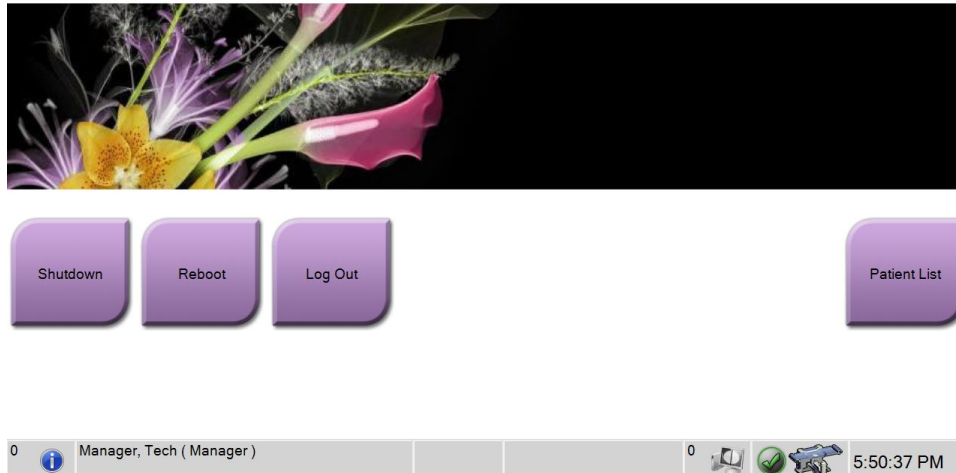 Shutdown
Reboot
Log Out
Patient List
0
Manager, Tech ( Manager )
0
5:50:37 PM